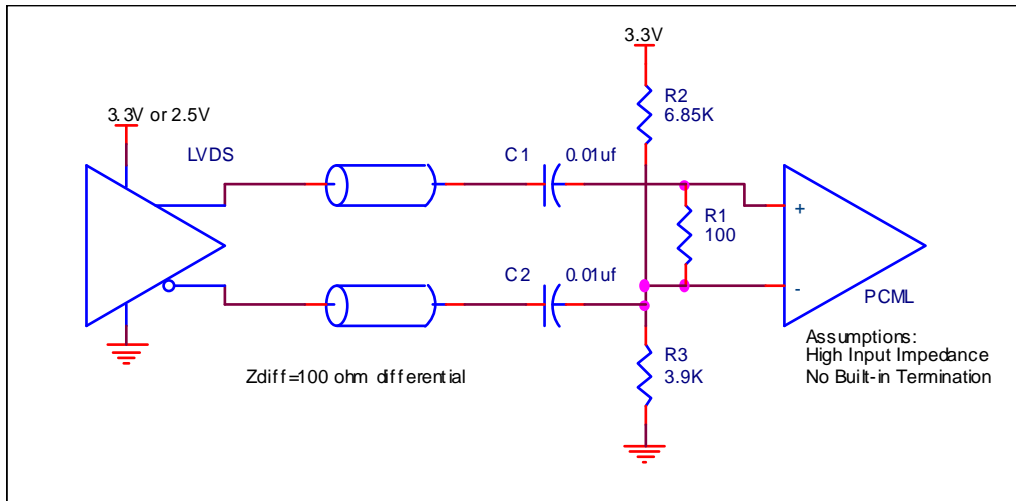 3.3V
R2
6.85K
3.3V or 2.5V
LVDS
C1
0.01uf
+
R1
100
C2
0.01uf
-
PCML
Assumptions:
High Input Impedance
No Built-in Termination
R3
3.9K
Zdiff=100 ohm differential